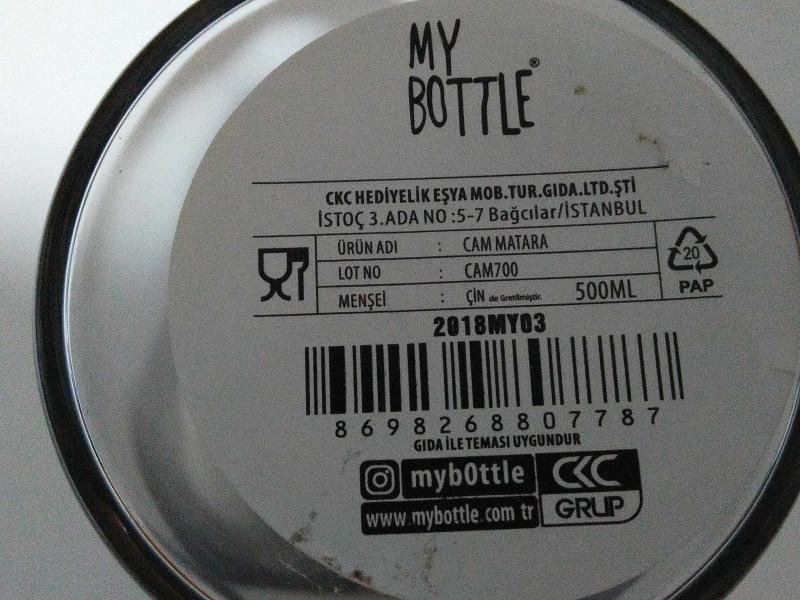 MY
BOTTLE®
CKC HEDİYELİK EŞYA MOB.TUR.GIDA.LTD.ŞTİ
İSTOÇ 3.ADA NO :5-7 Bağcılar/İSTANBUL
ÜRÜN ADI : CAM MATARA
LOT NO : CAM700
MENŞEİ : ÇİN de Gretilmiştir. 500ML
20
PAP
2018MY03
8698268807787
GIDA İLE TEMASI UYGUNDUR
myb0ttle
www.mybottle.com tr
CKC
GRUP